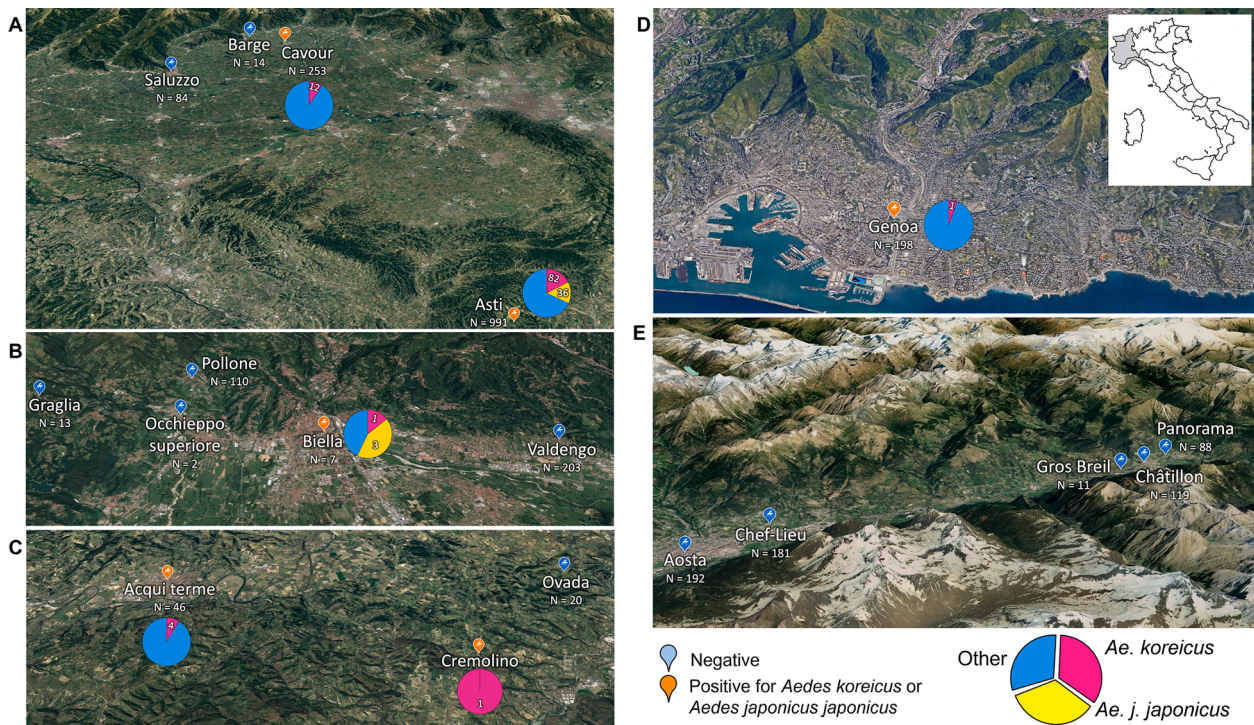 A
Barge
N = 14
Cavour
N = 253
12
Saluzzo
N = 84
Asti
N = 991
82
36
B
Pollone
N = 110
Graglia
N = 13
Occhieppo
superiore
N = 2
Biella
N = 7
1
3
Valdengo
N = 203
C
Acqui terme
N = 46
4
Ovada
N = 20
Cremolino
1
D
Genoa
N = 198
1
E
Panorama
N = 88
Gros Breil
N = 11
Châtillon
N = 119
Chef-Lieu
N = 181
Aosta
N = 192
Negative
Positive for Aedes koreicus or
Aedes japonicus japonicus
Other
Ae. koreicus
Ae. j. japonicus